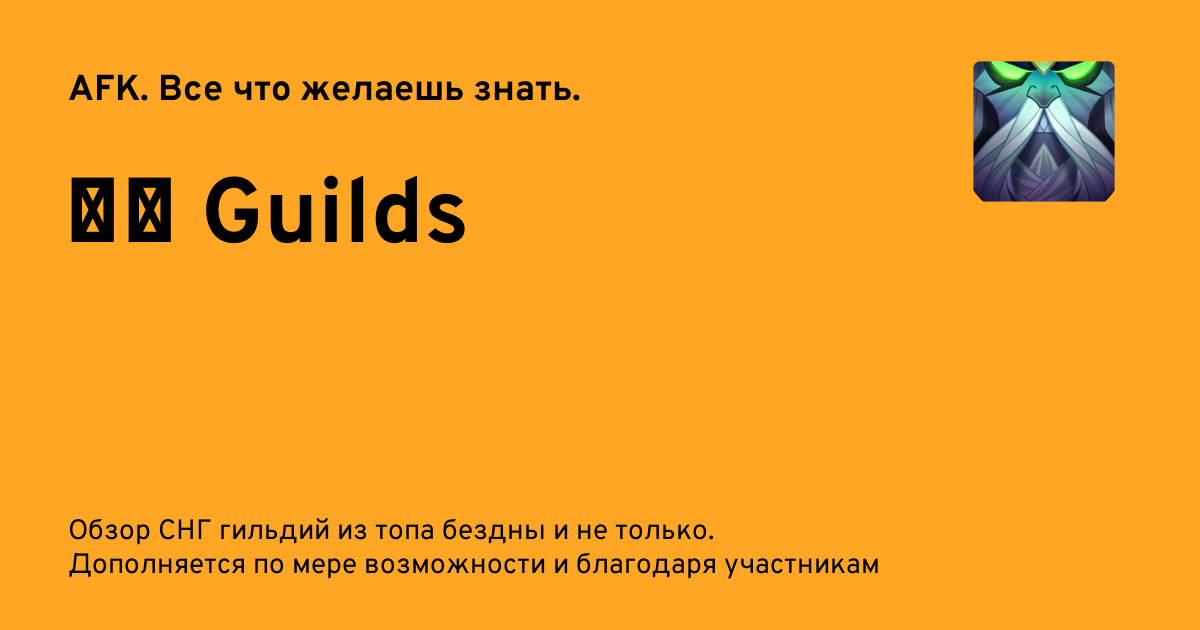 AFK. Все что желаешь знать.
Guilds
Обзор СНГ гильдий из топа бездны и не только.
Дополняется по мере возможности и благодаря участникам